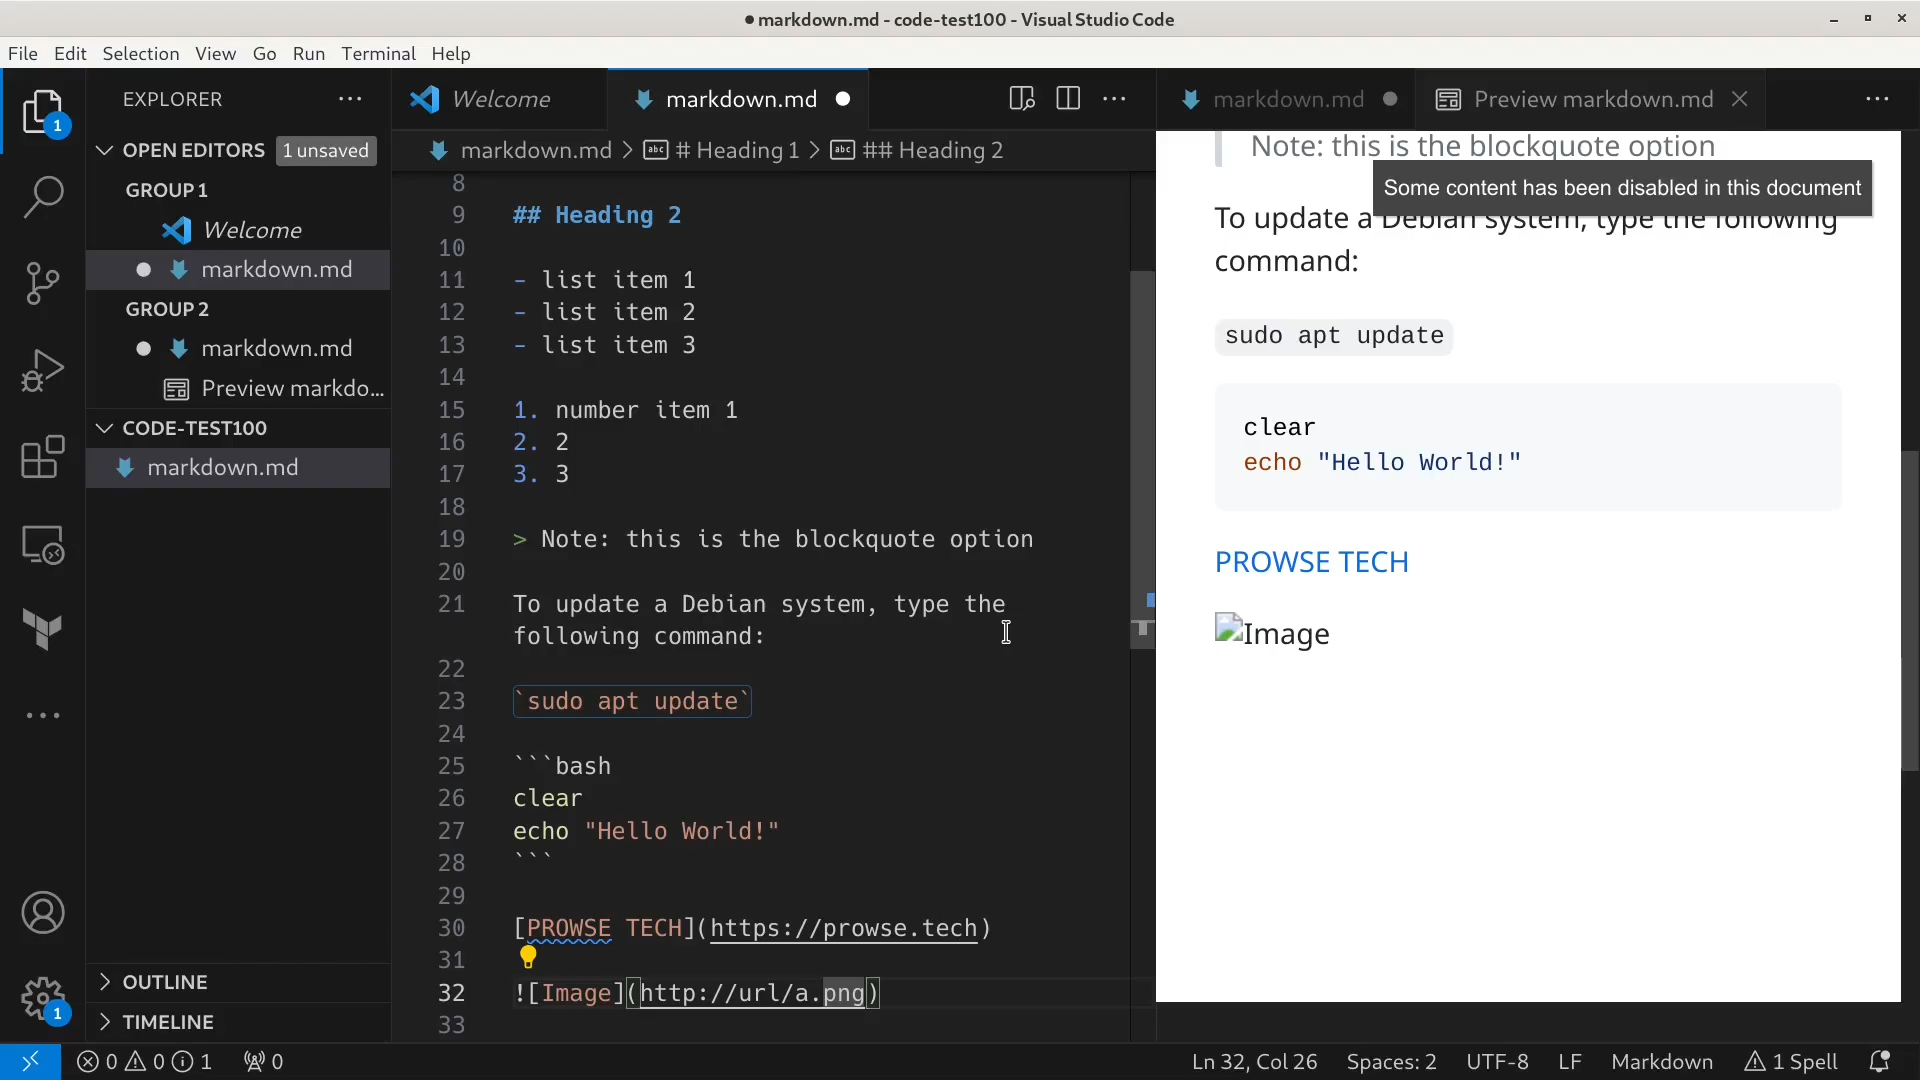 markdown.md - code-test100 - Visual Studio Code
File Edit Selection View Go Run Terminal Help
EXPLORER
OPEN EDITORS 1 unsaved
GROUP 1
Welcome
markdown.md
GROUP 2
markdown.md
Preview markdo...
CODE-TEST100
markdown.md
OUTLINE
TIMELINE
1
1
Welcome markdown.md
markdown.md > # Heading 1 > ## Heading 2
8
9 ## Heading 2
10
11 - list item 1
12 - list item 2
13 - list item 3
14
15 1. number item 1
16 2. 2
17 3. 3
18
19 > Note: this is the blockquote option
20
21 To update a Debian system, type the
following command:
22
23 `sudo apt update`
24
25 ```bash
26 clear
27 echo "Hello World!"
28 ```
29
30 [PROWSE TECH](https://prowse.tech)
31
32 ![Image](http://url/a.png)
33
markdown.md Preview markdown.md
Note: this is the blockquote option
Some content has been disabled in this document
To update a Debian system, type the following
command:
sudo apt update
clear
echo "Hello World!"
PROWSE TECH
Image
0 0 1 0 Ln 32, Col 26 Spaces: 2 UTF-8 LF Markdown 1 Spell